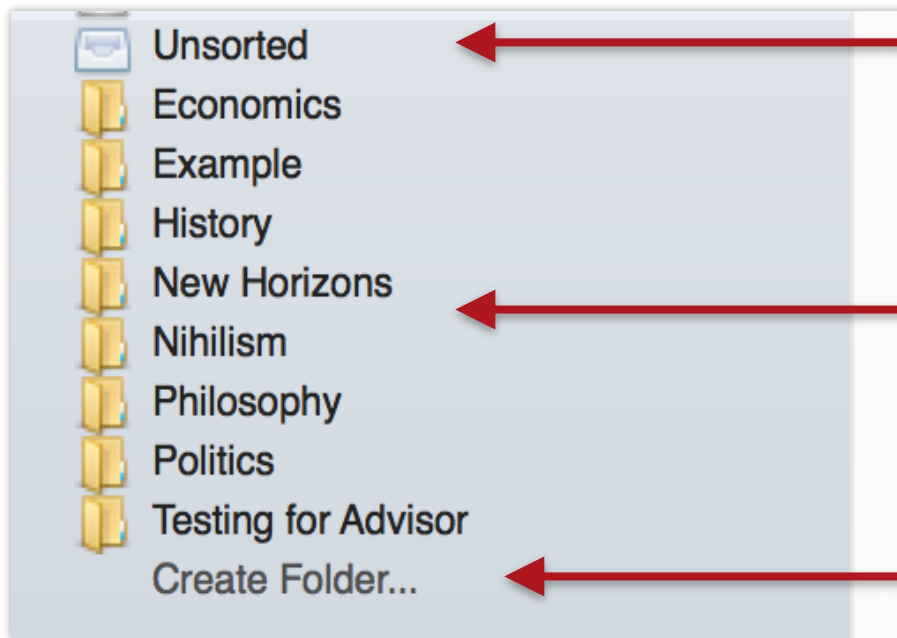 Unsorted
Economics
Example
History
New Horizons
Nihilism
Philosophy
Politics
Testing for Advisor
Create Folder...